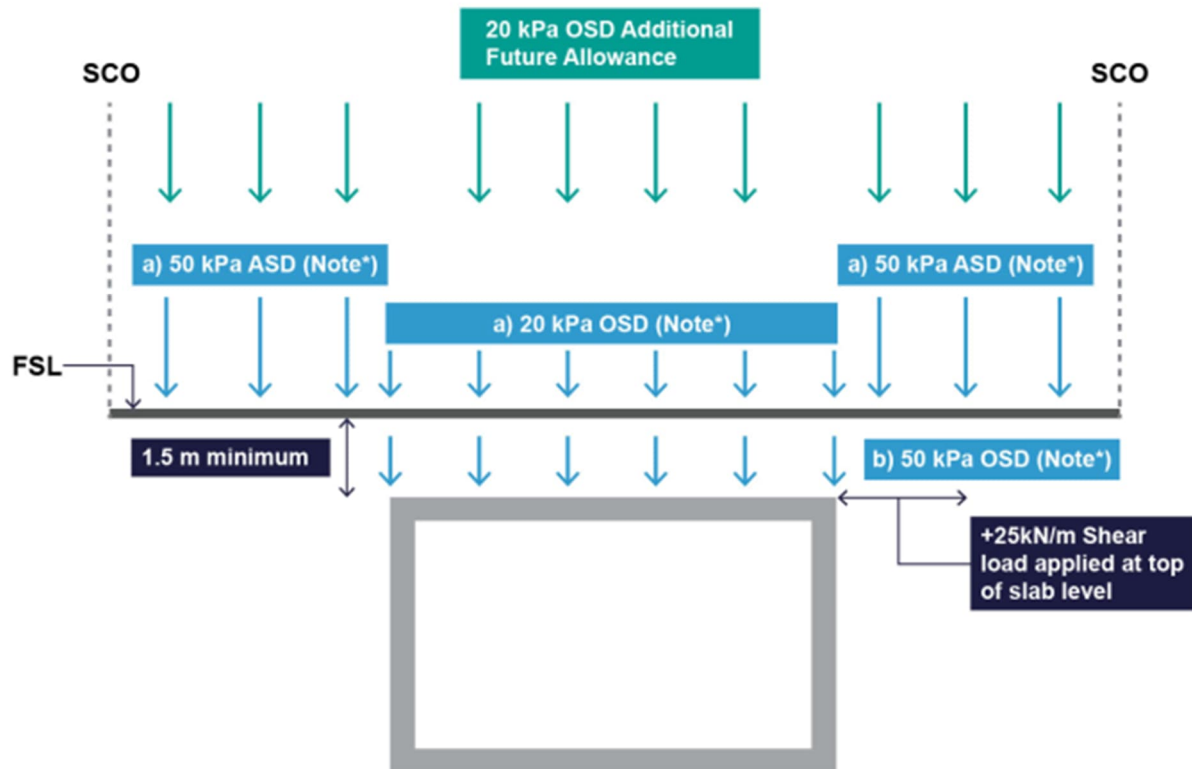 20 kPa OSD Additional
Future Allowance
SCO
SCO
a) 50 kPa ASD (Note*)
a) 50 kPa ASD (Note*)
a) 20 kPa OSD (Note*)
FSL
1.5 m minimum
b) 50 kPa OSD (Note*)
+25kN/m Shear
load applied at top
of slab level